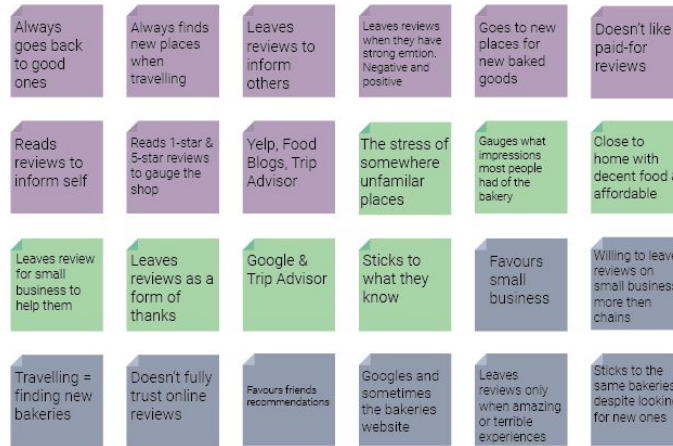 Always
goes back
to good
ones
Always finds
new places
when
travelling
Leaves
reviews to
inform
others
Leaves reviews
when they have
strong emtion.
Negative and
positive
Goes to new
places for
new baked
goods
Doesn't like
paid-for
reviews
Reads
reviews to
inform self
Reads 1-star &
5-star reviews
to gauge the
shop
Yelp, Food
Blogs, Trip
Advisor
The stress of
somewhere
unfamilar
places
Gauges what
impressions
most people
had of the
bakery
Close to
home with
decent food
affordable
Leaves review
for small
business to
help them
Leaves
reviews as a
form of
thanks
Google &
Trip Advisor
Sticks to
what they
know
Favours
small
business
Willing to leave
reviews on
small business
more then
chains
Travelling =
finding new
bakeries
Doesn't fully
trust online
reviews
Favours friends
recommendations
Googles and
sometimes
the bakeries
website
Leaves
reviews only
when amazing
or terrible
experiences
Sticks to the
same bakeries
despite looking
for new ones